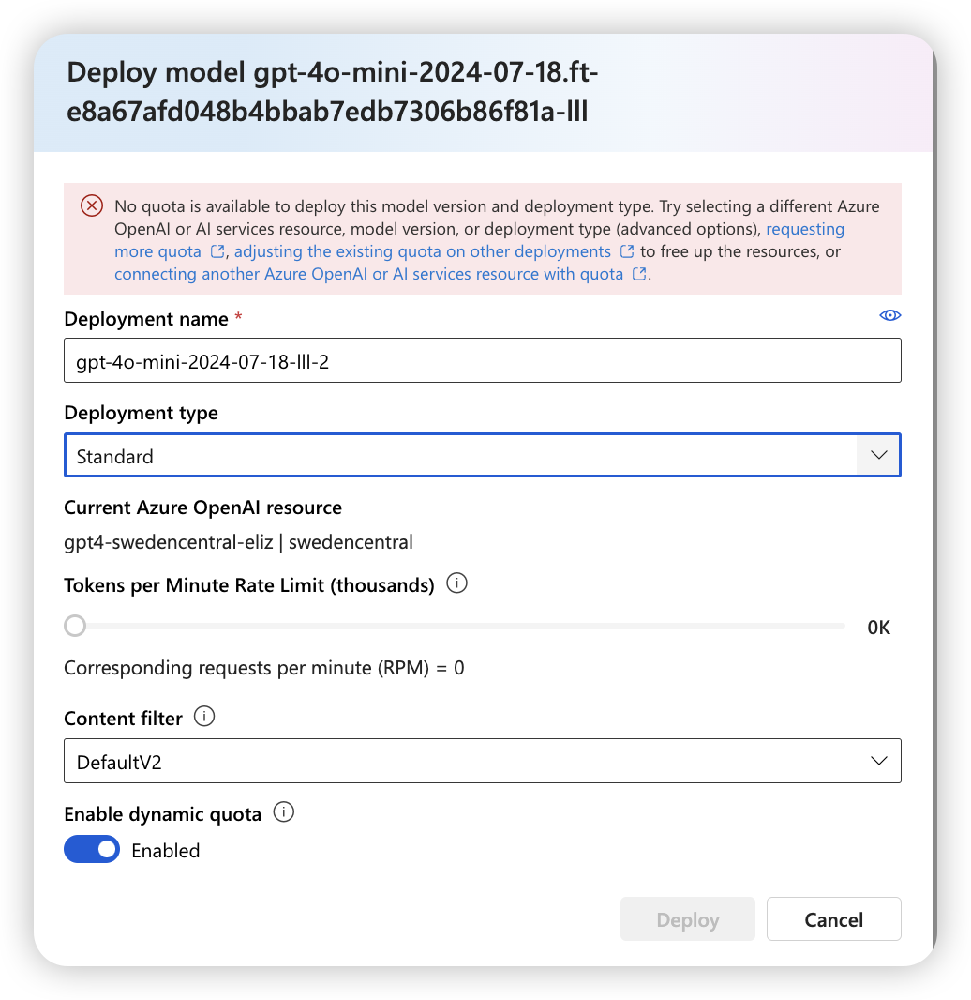 Deploy model gpt-4o-mini-2024-07-18.ft-
e8a67afd048b4bbab7edb7306b86f81a-lll
No quota is available to deploy this model version and deployment type. Try selecting a different Azure
OpenAI or AI services resource, model version, or deployment type (advanced options), requesting
more quota, adjusting the existing quota on other deployments to free up the resources, or
connecting another Azure OpenAI or AI services resource with quota.
Deployment name *
gpt-4o-mini-2024-07-18-lll-2
Deployment type
Standard
Current Azure OpenAI resource
gpt4-swedencentral-eliz | swedencentral
Tokens per Minute Rate Limit (thousands)
0K
Corresponding requests per minute (RPM) = 0
Content filter
DefaultV2
Enable dynamic quota
Enabled
Deploy
Cancel